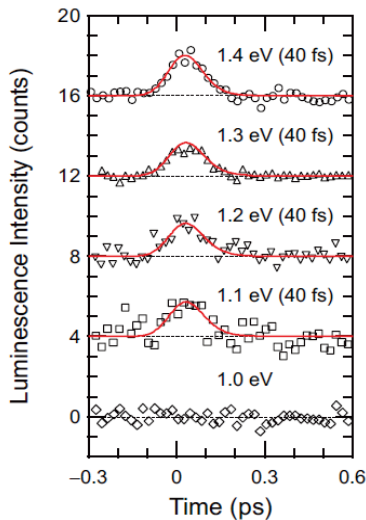 20
1.4 eV (40 fs)
16
1.3 eV (40 fs)
12
1.2 eV (40 fs)
8
1.1 eV (40 fs)
4
1.0 eV
0
−0.3 0 0.3 0.6
Time (ps)
Luminescence Intensity (counts)